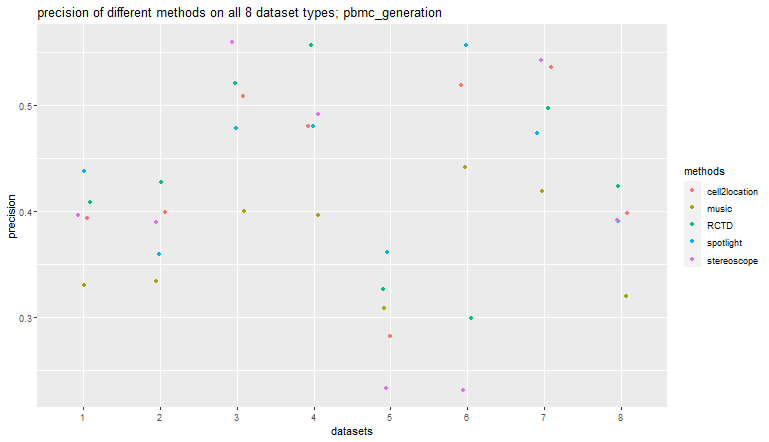 precision of different methods on all 8 dataset types; pbmc_generation
0.5
0.4
0.3
precision
1 2 3 4 5 6 7 8
datasets
methods
cell2location
music
RCTD
spotlight
stereoscope